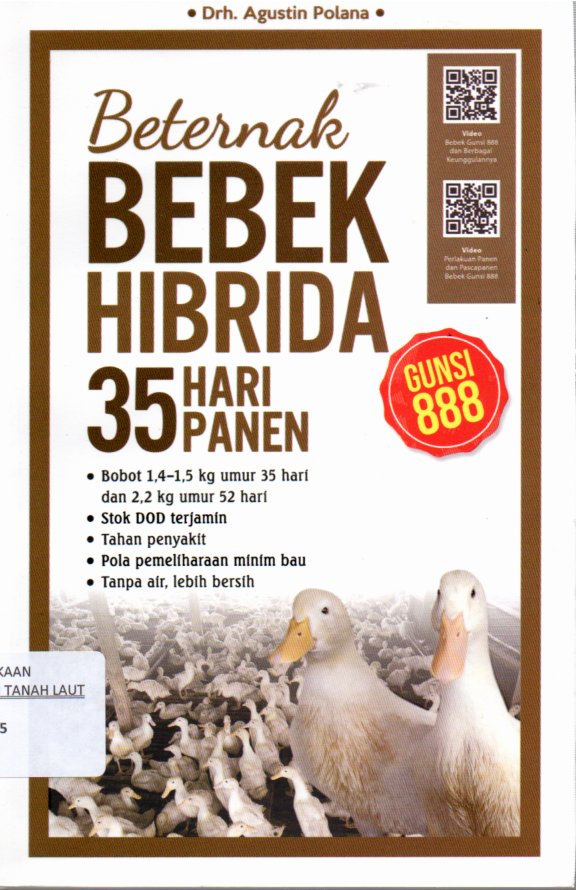 • Drh. Agustin Polana •
Beternak
BEBEK
HIBRIDA
35 HARI
PANEN
GUNSI
888
Video
Bebek Gunsi 888
dan Berbagai
Keunggulannya
Video
Perlakuan Panen
dan Pascapanen
Bebek Gunsi 888
• Bobot 1,4–1,5 kg umur 35 hari
dan 2,2 kg umur 52 hari
• Stok DOD terjamin
• Tahan penyakit
• Pola pemeliharaan minim bau
• Tanpa air, lebih bersih
KAAN
TANAH LAUT
5